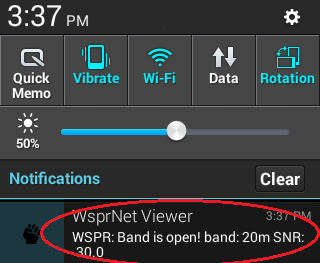 3:37 PM
Quick Memo
Vibrate
Wi-Fi
Data
Rotation
50%
Notifications
Clear
WsprNet Viewer
3:37 PM
WSPR: Band is open! band: 20m SNR:
-30.0